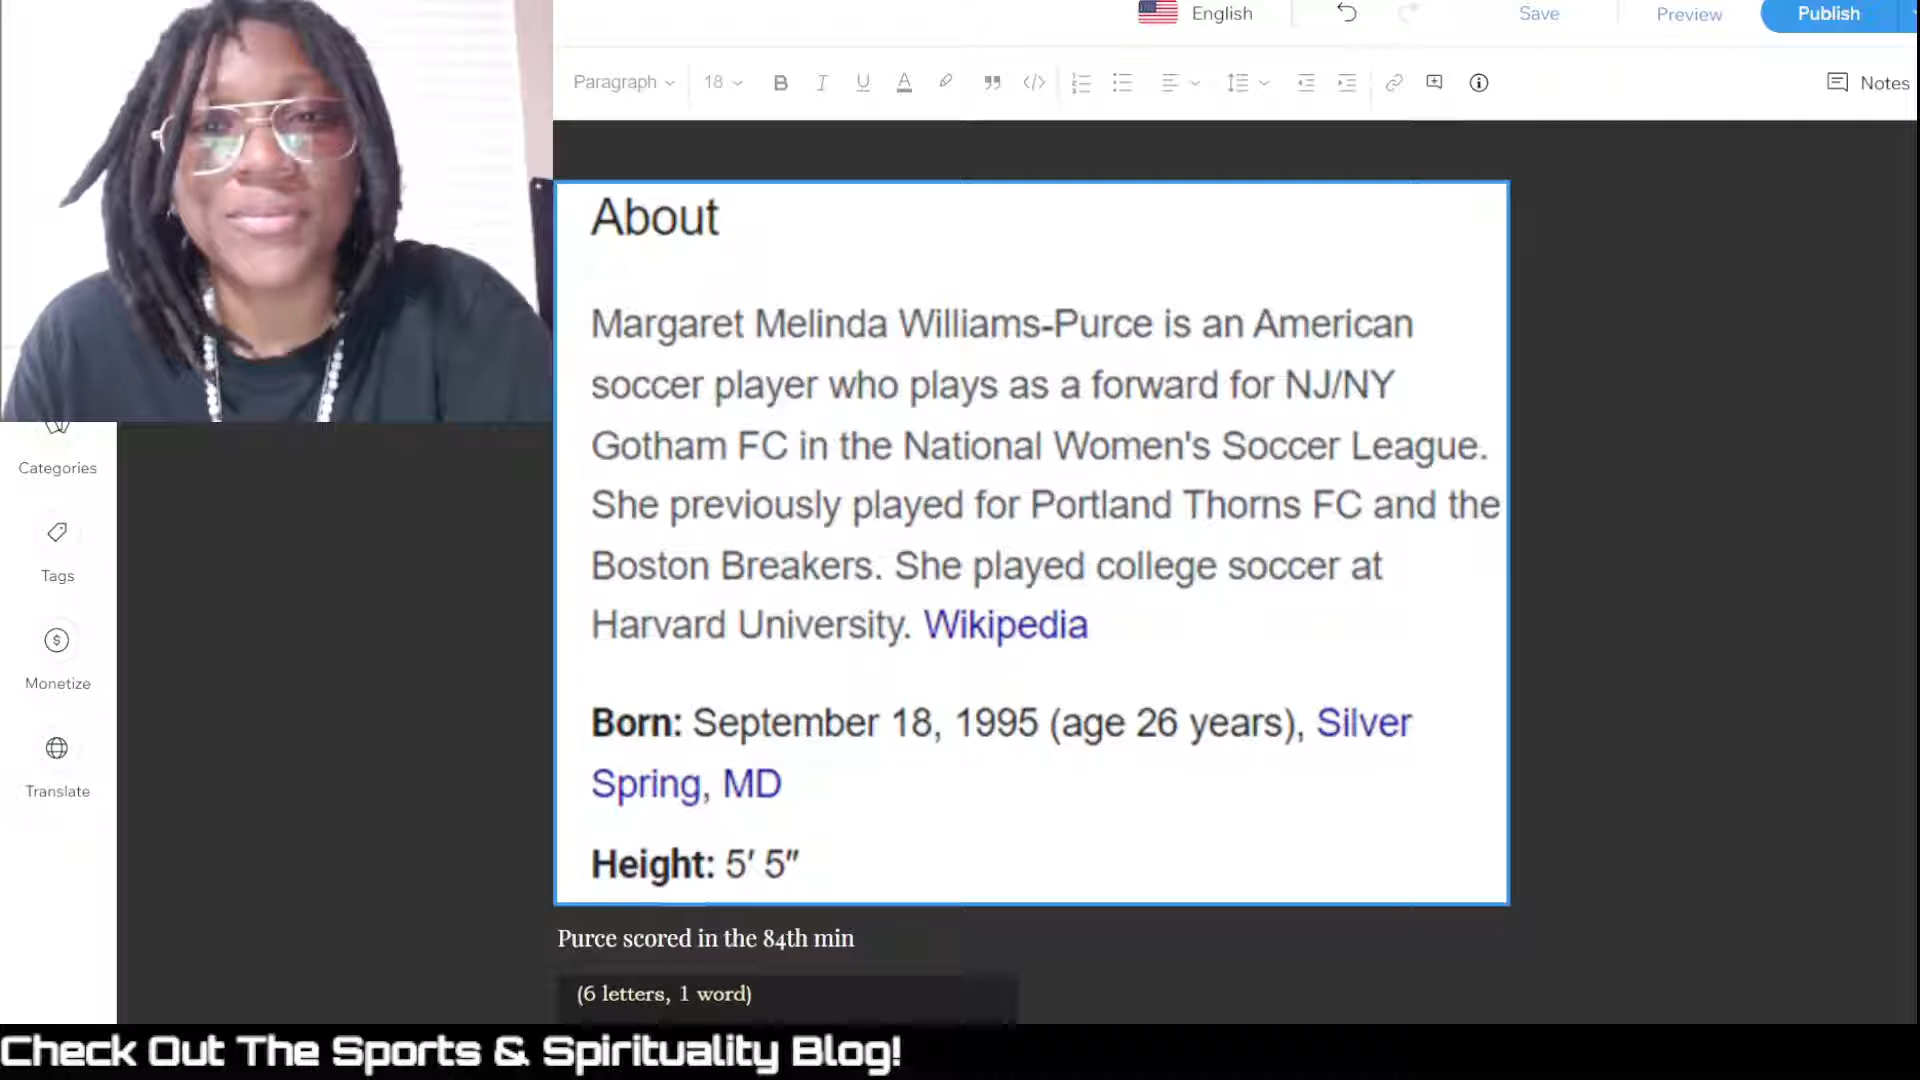 English
Save
Preview
Publish
Paragraph
18
Notes
About
Margaret Melinda Williams-Purce is an American
soccer player who plays as a forward for NJ/NY
Gotham FC in the National Women's Soccer League.
She previously played for Portland Thorns FC and the
Boston Breakers. She played college soccer at
Harvard University. Wikipedia
Born: September 18, 1995 (age 26 years), Silver
Spring, MD
Height: 5′ 5″
Categories
Tags
Monetize
Translate
Purce scored in the 84th min
(6 letters, 1 word)
Check Out The Sports & Spirituality Blog!